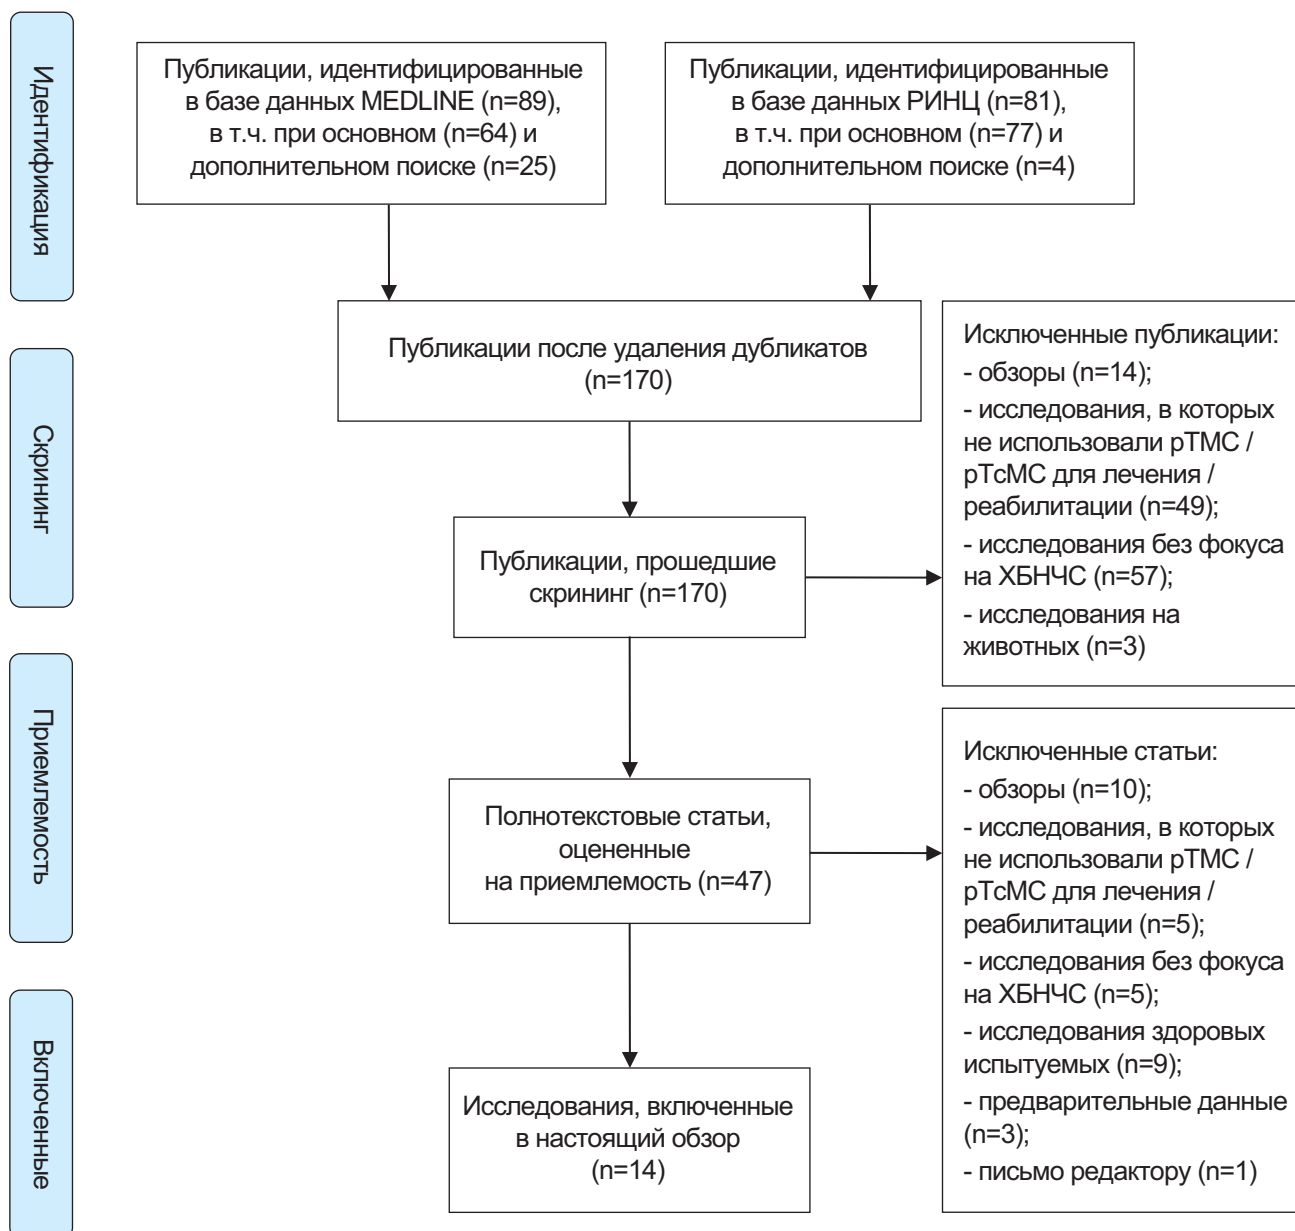 Идентификация
Публикации, идентифицированные
в базе данных MEDLINE (n=89),
в т.ч. при основном (n=64) и
дополнительном поиске (n=25)
Публикации, идентифицированные
в базе данных РИНЦ (n=81),
в т.ч. при основном (n=77) и
дополнительном поиске (n=4)
Скрининг
Публикации после удаления дубликатов
(n=170)
Публикации, прошедшие
скрининг (n=170)
Исключенные публикации:
- обзоры (n=14);
- исследования, в которых
не использовали рТМС /
рТсМС для лечения /
реабилитации (n=49);
- исследования без фокуса
на ХБНЧС (n=57);
- исследования на
животных (n=3)
Приемлемость
Полнотекстовые статьи,
оцененные
на приемлемость (n=47)
Исключенные статьи:
- обзоры (n=10);
- исследования, в которых
не использовали рТМС /
рТсМС для лечения /
реабилитации (n=5);
- исследования без фокуса
на ХБНЧС (n=5);
- исследования здоровых
испытуемых (n=9);
- предварительные данные
(n=3);
- письмо редактору (n=1)
Включенные
Исследования, включенные
в настоящий обзор
(n=14)